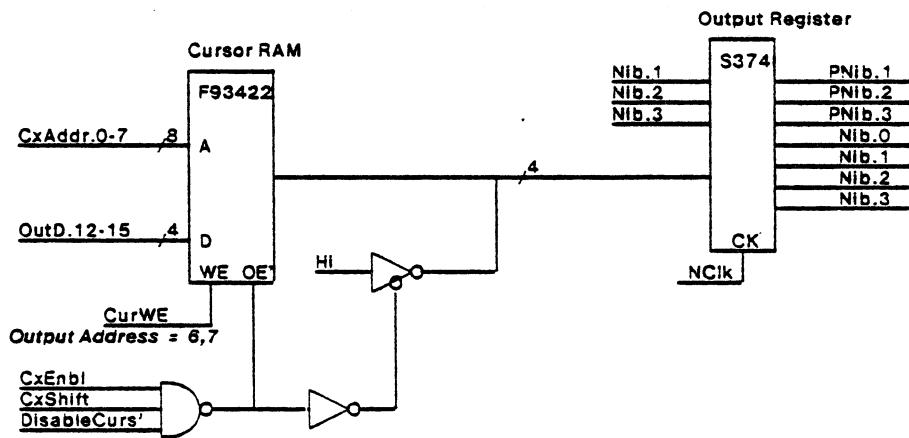 Output Register
Cursor RAM
S374
Nib.1
Nib.2
Nib.3
PNib.1
PNib.2
PNib.3
Nib.0
Nib.1
Nib.2
Nib.3
F93422
CxAddr.0-7
8
A
4
OutD.12-15
4
D
WE OE'
Hi
CK
NClk
CurWE
Output Address = 6,7
CxEnbl
CxShift
DisableCurs'